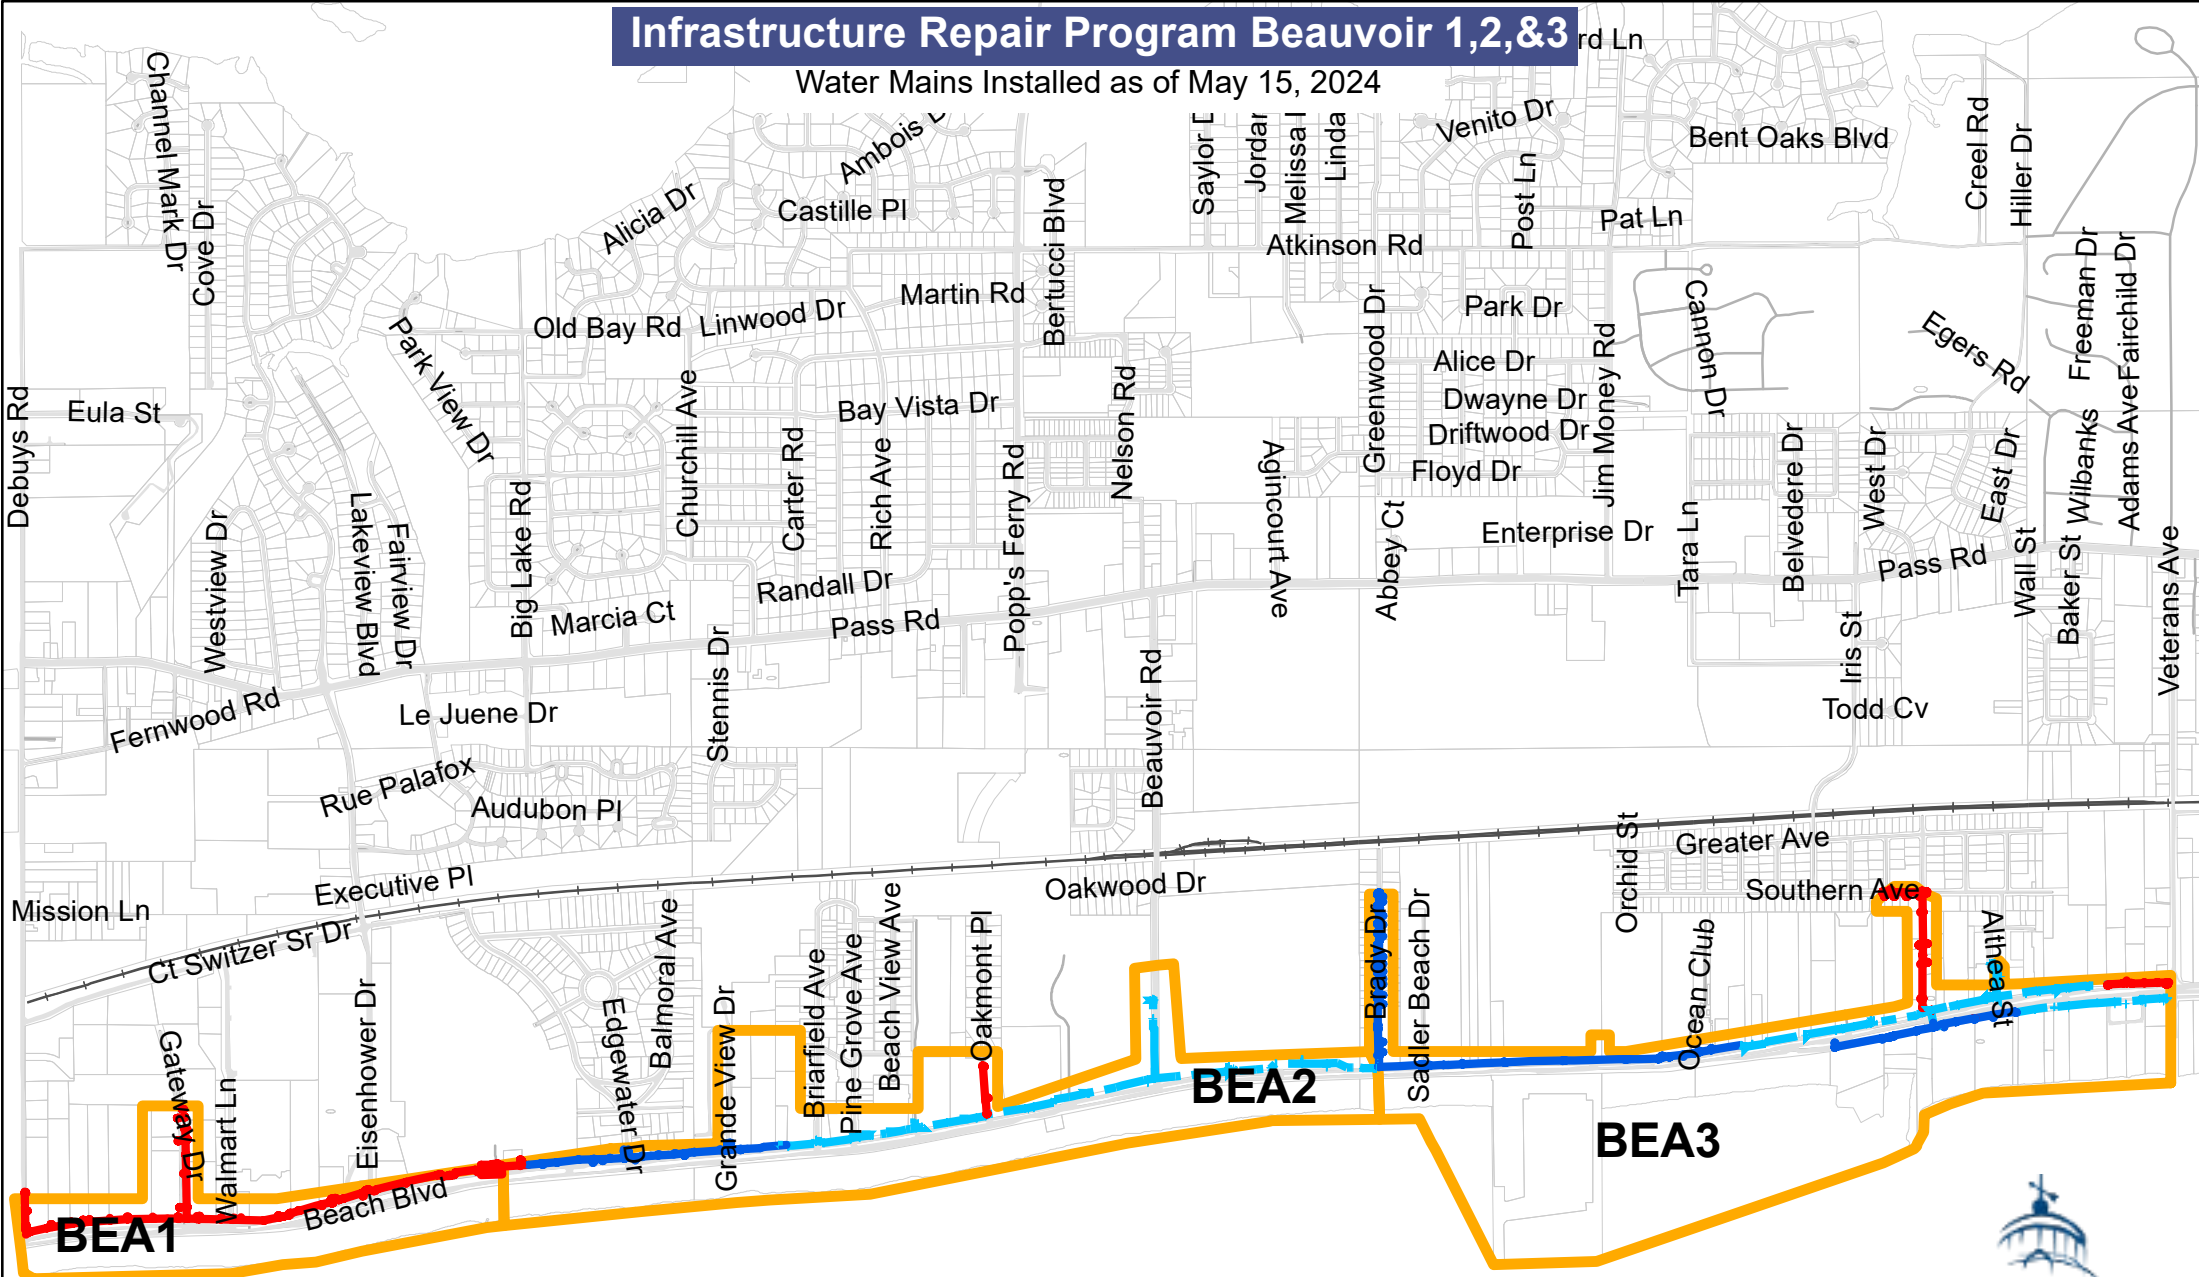 Infrastructure Repair Program Beauvoir 1,2,&3
rd Ln
Water Mains Installed as of May 15, 2024
Channel Mark Dr
Cove Dr
Alicia Dr
Ambois D
Castille Pl
Bertucci Blvd
Saylor D
Jordan
Melissa
Linda
Venito Dr
Post Ln
Pat Ln
Bent Oaks Blvd
Creel Rd
Hiller Dr
Atkinson Rd
Martin Rd
Old Bay Rd
Linwood Dr
Park View Dr
Greenwood Dr
Park Dr
Alice Dr
Dwayne Dr
Driftwood Dr
Floyd Dr
Jim Money Rd
Cannon Dr
Egers Rd
Freeman Dr
Fairchild Dr
Adams Ave
Wilbanks
Debuys Rd
Eula St
Churchill Ave
Bay Vista Dr
Carter Rd
Rich Ave
Popp's Ferry Rd
Nelson Rd
Agincourt Ave
Abbey Ct
Enterprise Dr
Tara Ln
Belvedere Dr
West Dr
East Dr
Pass Rd
Wall St
Baker St
Veterans Ave
Westview Dr
Lakeview Blvd
Fairview Dr
Big Lake Rd
Marcia Ct
Randall Dr
Pass Rd
Stennis Dr
Beauvoir Rd
Iris St
Todd Cv
Fernwood Rd
Le Juene Dr
Rue Palafox
Audubon Pl
Executive Pl
Mission Ln
Ct Switzer Sr Dr
Oakwood Dr
Orchid St
Greater Ave
Southern Ave
Althea St
Ocean Club
Brady Dr
Sadler Beach Dr
Oakmont Pl
Beach View Ave
Pine Grove Ave
Briarfield Ave
Grande View Dr
Balmoral Ave
Edgewater Dr
Eisenhower Dr
Walmart Ln
Gateway Dr
Beach Blvd
BEA1
BEA2
BEA3